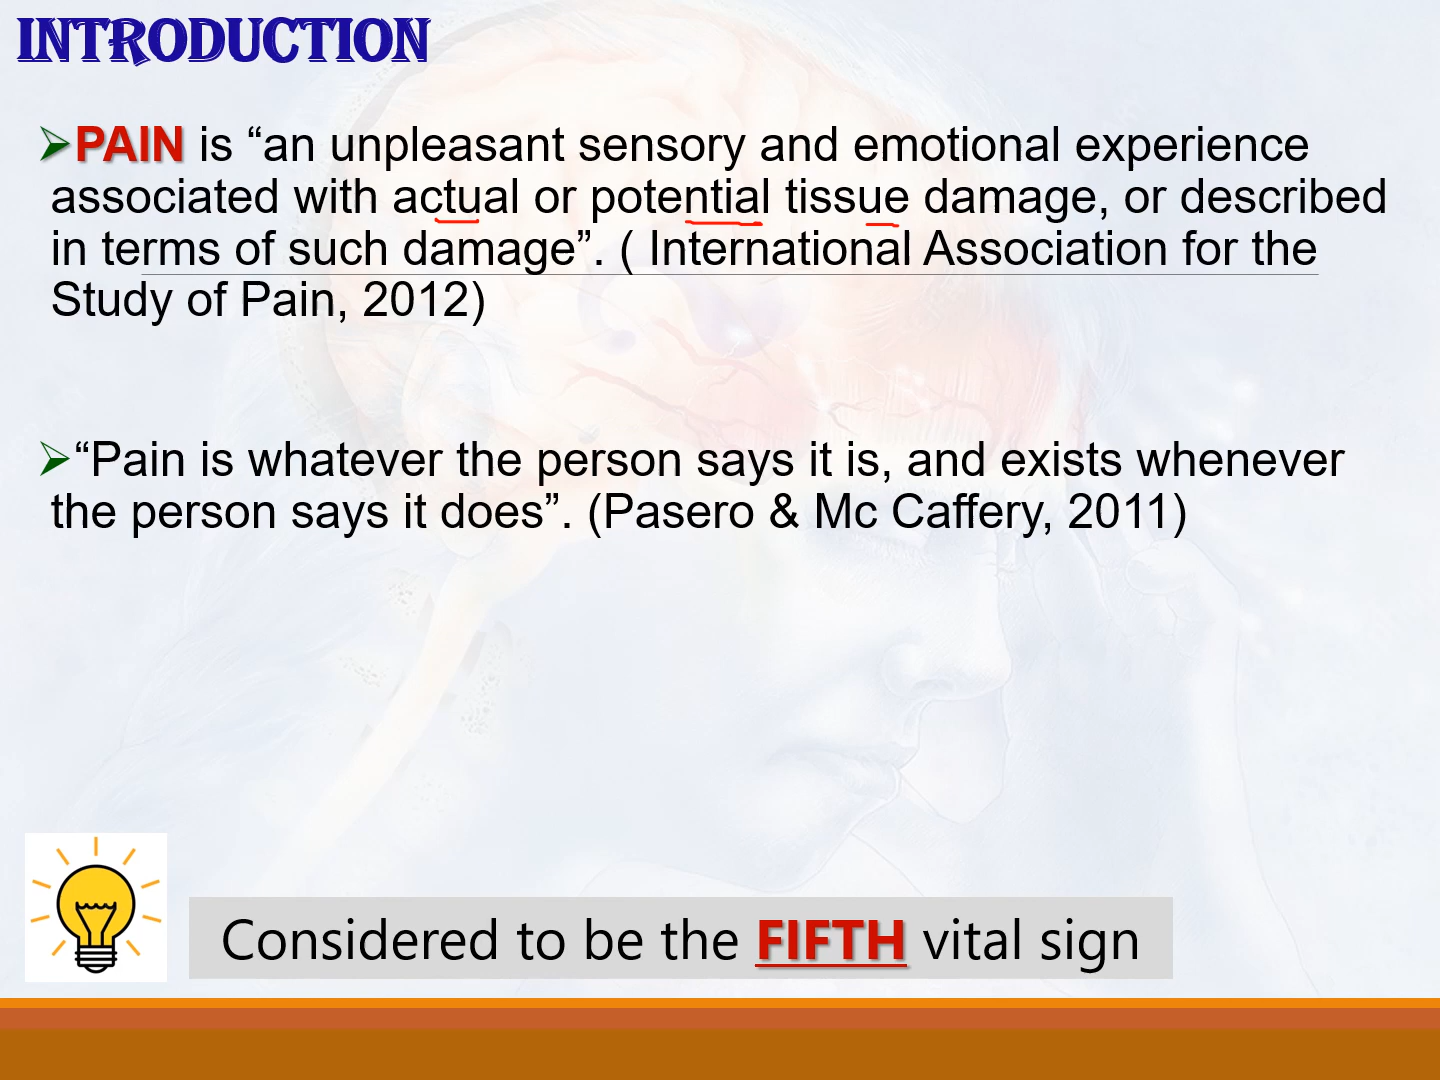 INTRODUCTION
➢PAIN is “an unpleasant sensory and emotional experience
associated with actual or potential tissue damage, or described
in terms of such damage”. ( International Association for the
Study of Pain, 2012)
➢“Pain is whatever the person says it is, and exists whenever
the person says it does”. (Pasero & Mc Caffery, 2011)
Considered to be the FIFTH vital sign